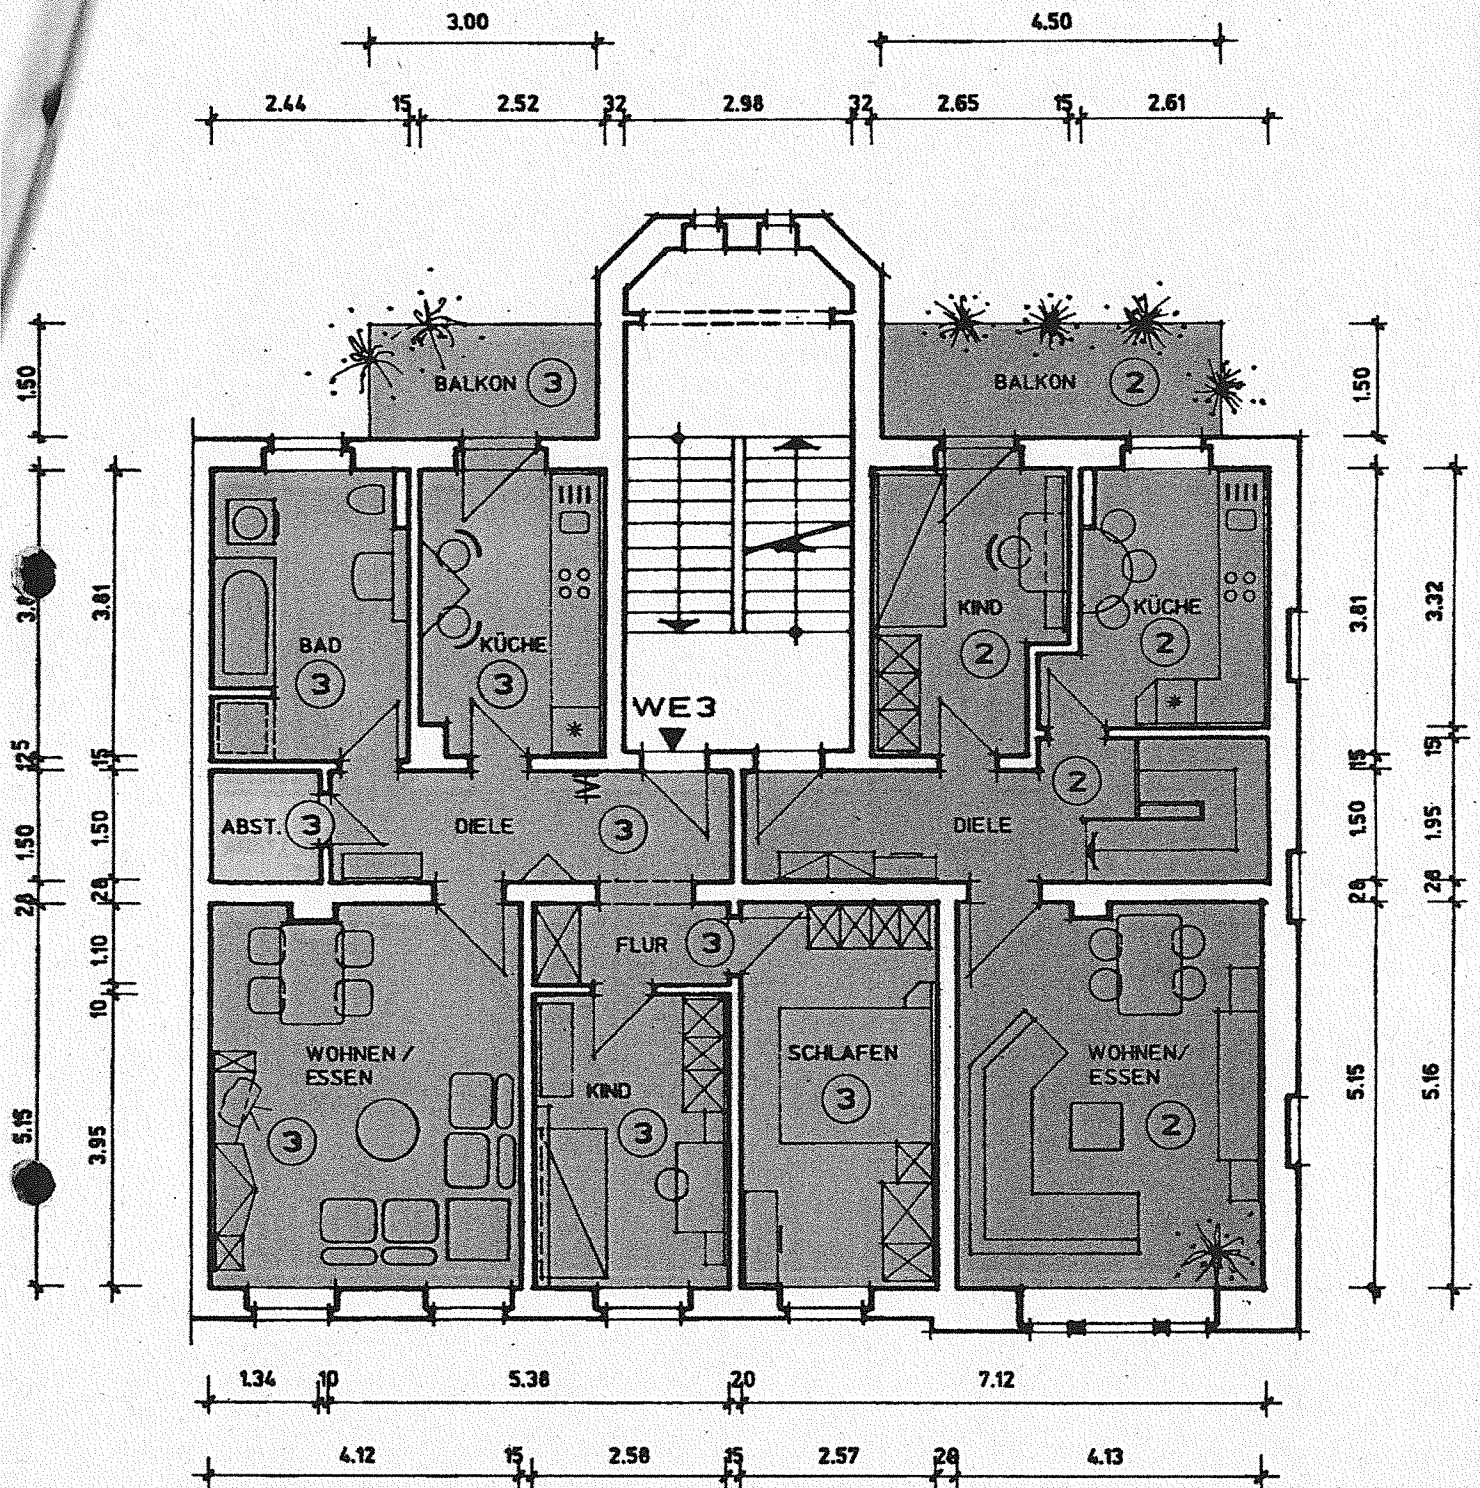 3.00 4.50
2.44 15 2.52 32 2.98 32 2.65 15 2.61
BALKON 3
BALKON 2
1.50
1.50
BAD
3
KÜCHE
3
KIND
2
KÜCHE
2
WE3
3.81
3.81
3.32
125
15
15
15
ABST. 3
DIELE
3
DIELE
2
1.50
1.50
1.50
1.95
28
28
28
28
FLUR 3
1.10
10
WOHNEN /
ESSEN
3
KIND
3
SCHLAFEN
3
WOHNEN/
ESSEN
2
5.15
3.95
5.15
5.16
1.34 10 5.38 20 7.12
4.12 15 2.58 15 2.57 28 4.13